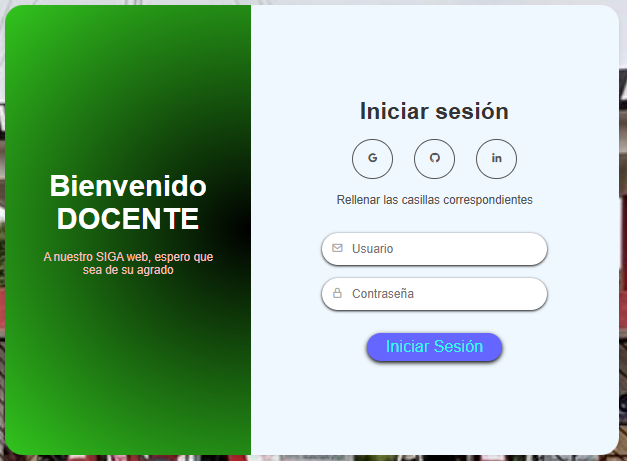 Bienvenido
DOCENTE
A nuestro SIGA web, espero que
sea de su agrado
Iniciar sesión
G
in
Rellenar las casillas correspondientes
Usuario
Contraseña
Iniciar Sesión